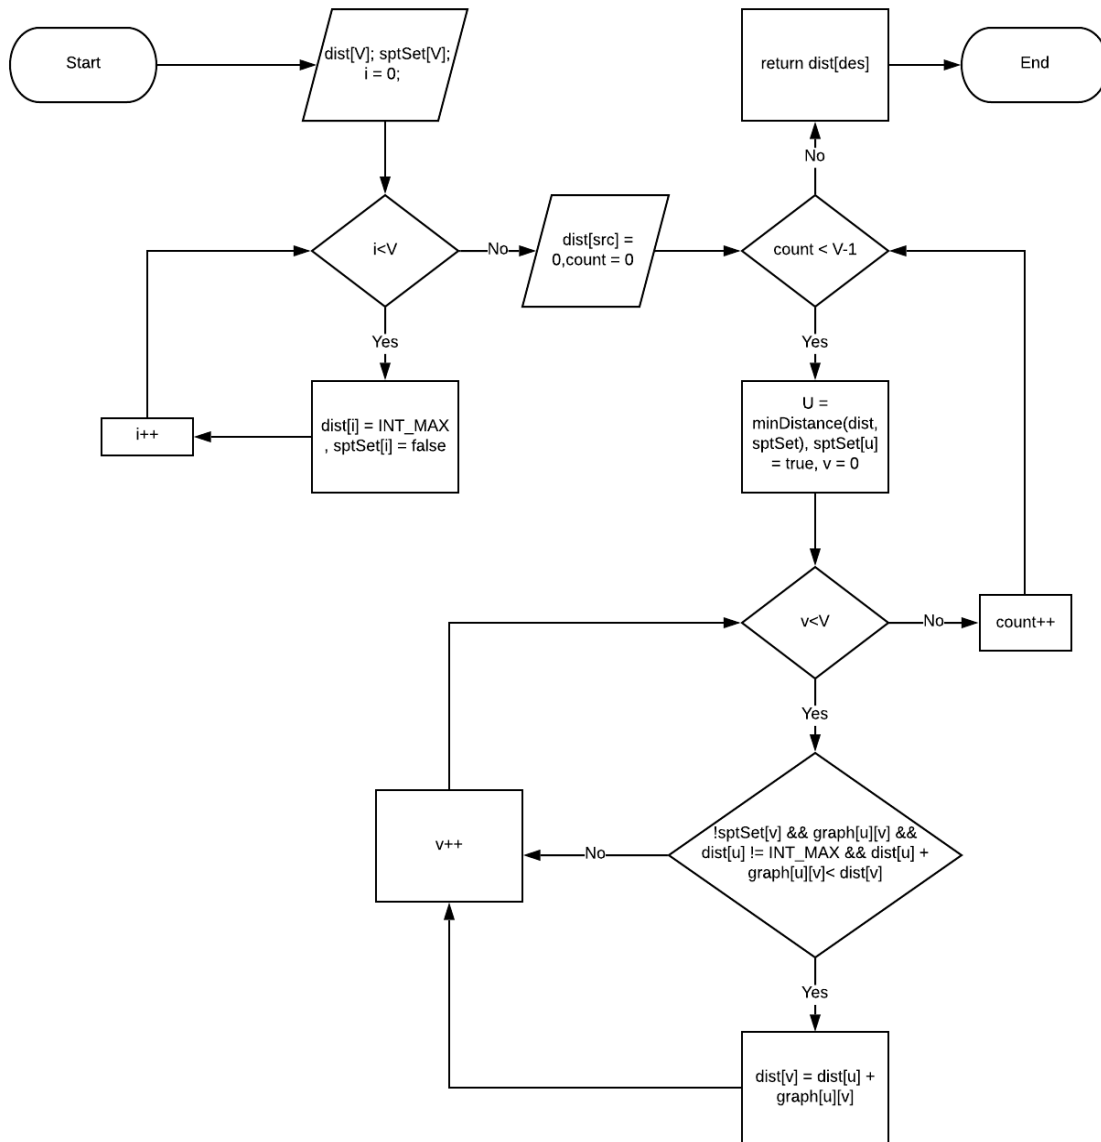 Start
dist[V]; sptSet[V];
i = 0;
return dist[des]
End
No
i<V
No
dist[src] =
0,count = 0
count < V-1
Yes
Yes
dist[i] = INT_MAX
, sptSet[i] = false
i++
U =
minDistance(dist,
sptSet), sptSet[u]
= true, v = 0
v<V
No
count++
Yes
!sptSet[v] && graph[u][v] &&
dist[u] != INT_MAX && dist[u] +
graph[u][v]< dist[v]
No
v++
Yes
dist[v] = dist[u] +
graph[u][v]